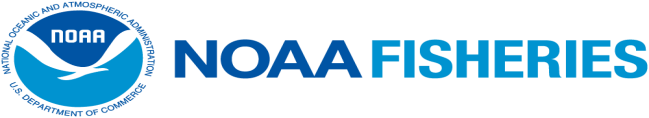 NATIONAL OCEANIC AND ATMOSPHERIC ADMINISTRATION
NOAA
U.S. DEPARTMENT OF COMMERCE
NOAA FISHERIES